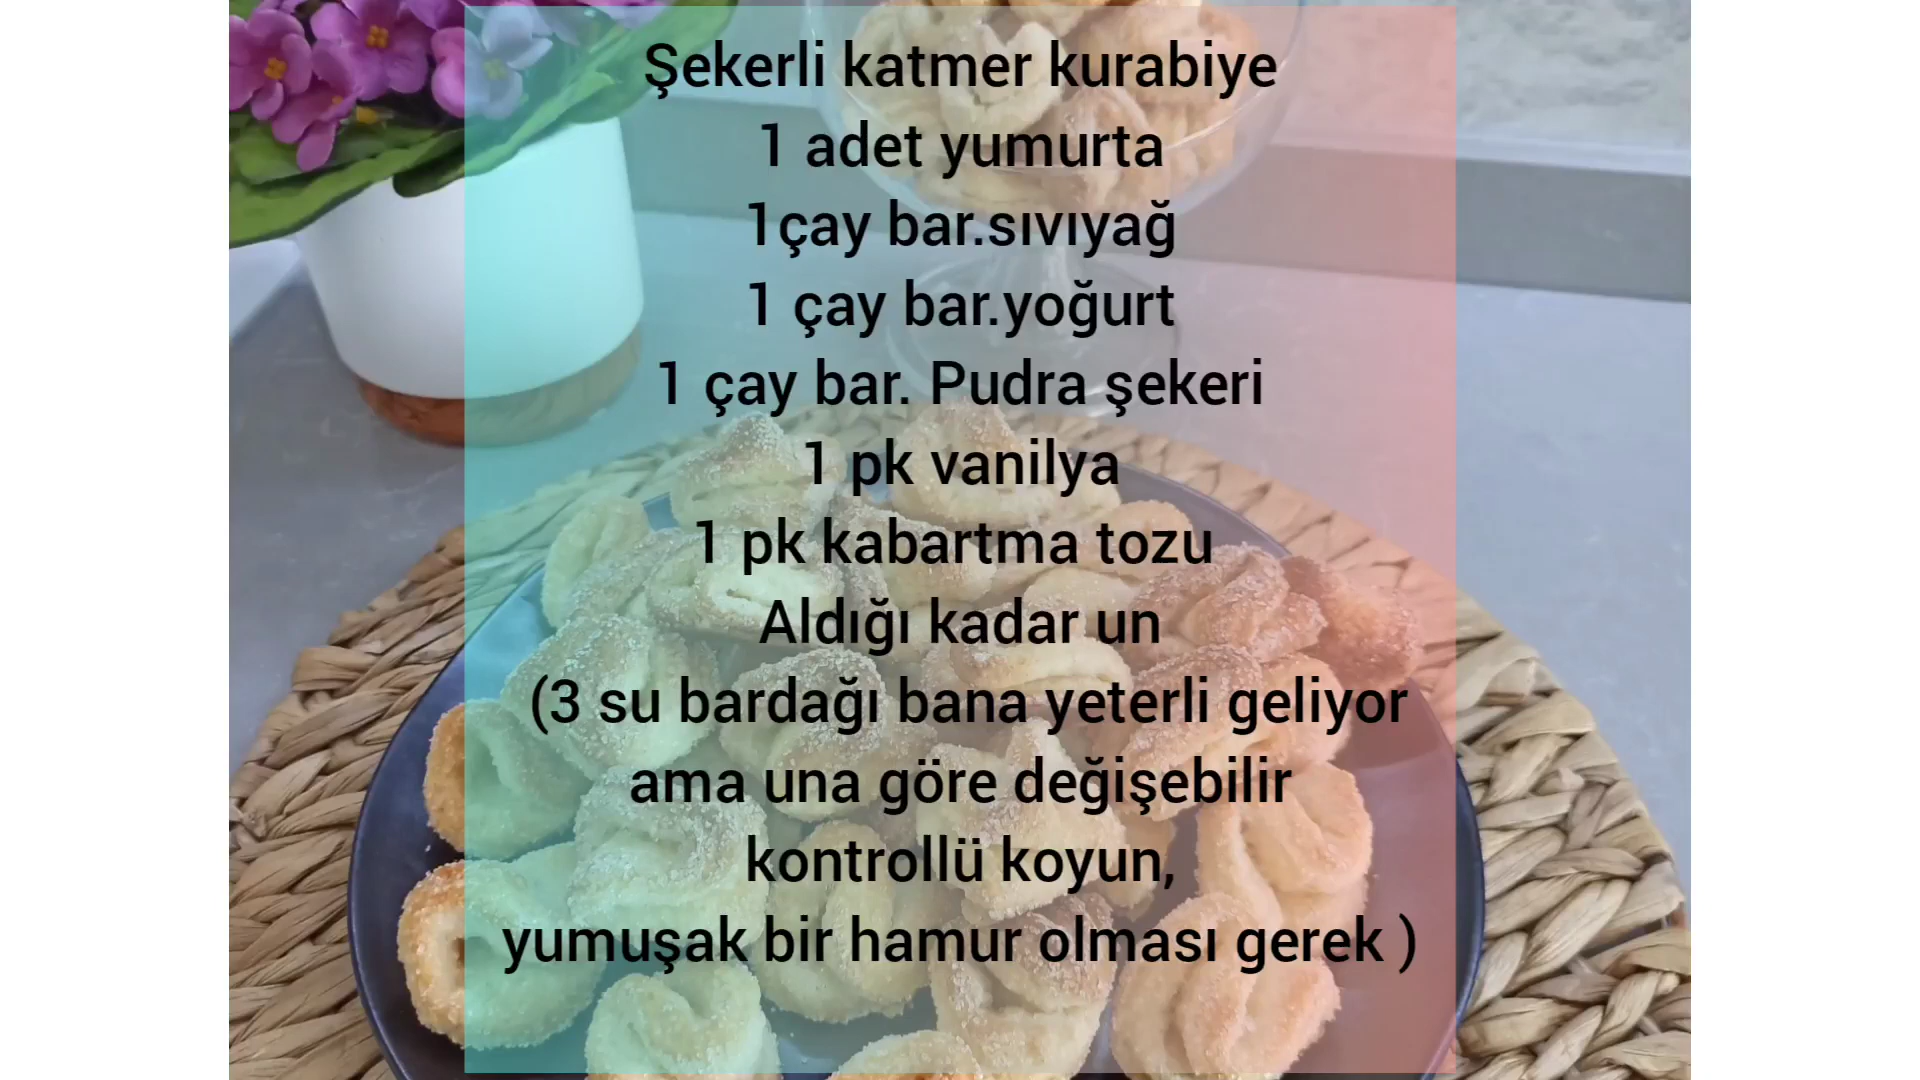 Şekerli katmer kurabiye
1 adet yumurta
1çay bar.sıvıyağ
1 çay bar.yoğurt
1 çay bar. Pudra şekeri
1 pk vanilya
1 pk kabartma tozu
Aldığı kadar un
(3 su bardağı bana yeterli geliyor
ama una göre değişebilir
kontrollü koyun,
yumuşak bir hamur olması gerek )